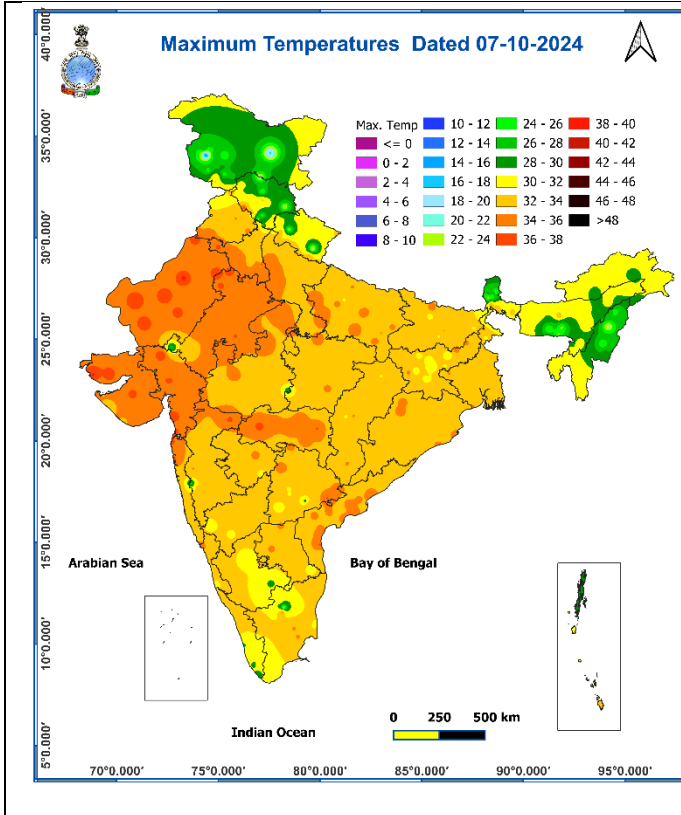 Maximum Temperatures Dated 07-10-2024
Max. Temp
<= 0
0 - 2
2 - 4
4 - 6
6 - 8
8 - 10
10 - 12
12 - 14
14 - 16
16 - 18
18 - 20
20 - 22
22 - 24
24 - 26
26 - 28
28 - 30
30 - 32
32 - 34
34 - 36
36 - 38
38 - 40
40 - 42
42 - 44
44 - 46
46 - 48
>48
40°0.000'
35°0.000'
30°0.000'
25°0.000'
20°0.000'
15°0.000'
10°0.000'
5°0.000'
Arabian Sea
Bay of Bengal
Indian Ocean
0 250 500 km
70°0.000' 75°0.000' 80°0.000' 85°0.000' 90°0.000' 95°0.000'